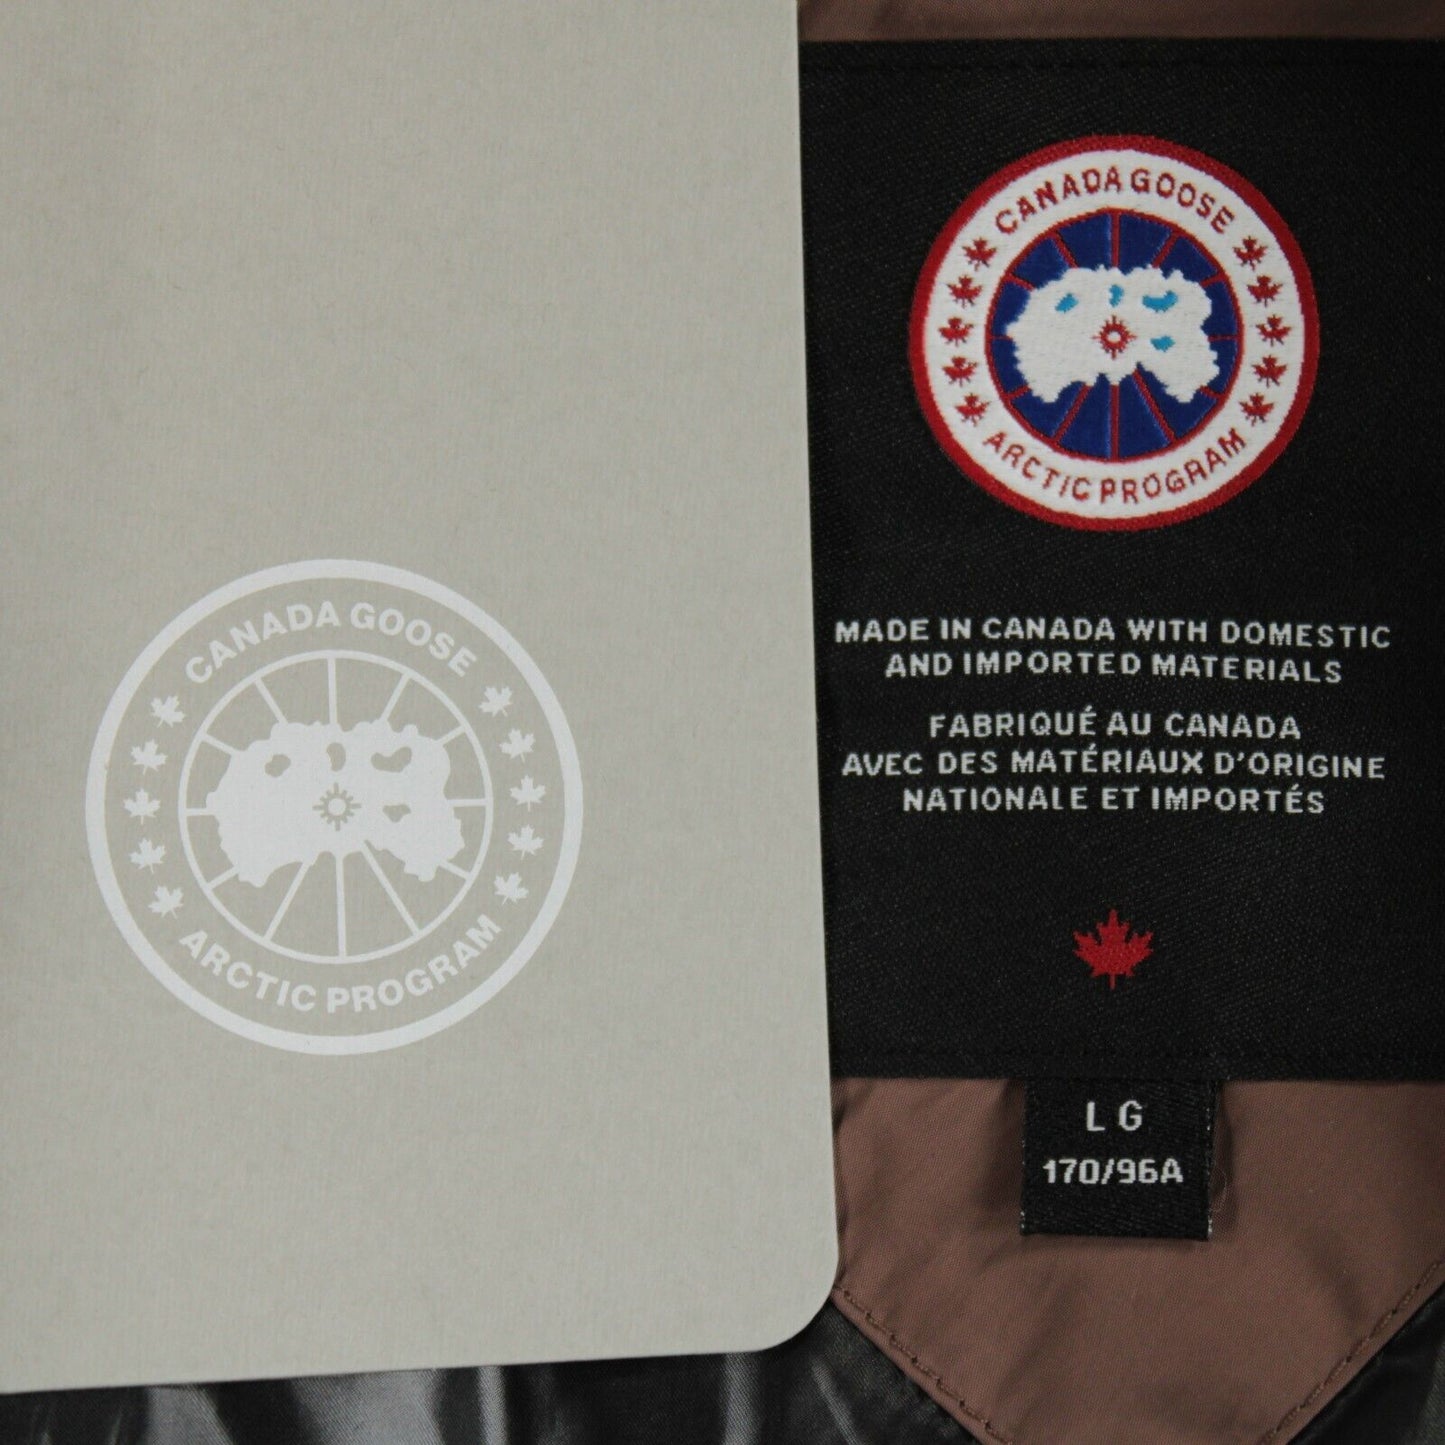 CANADA GOOSE
ARCTIC PROGRAM
CANADA GOOSE
ARCTIC PROGRAM
MADE IN CANADA WITH DOMESTIC
AND IMPORTED MATERIALS
FABRIQUÉ AU CANADA
AVEC DES MATÉRIAUX D'ORIGINE
NATIONALE ET IMPORTÉS
LG
170/96A